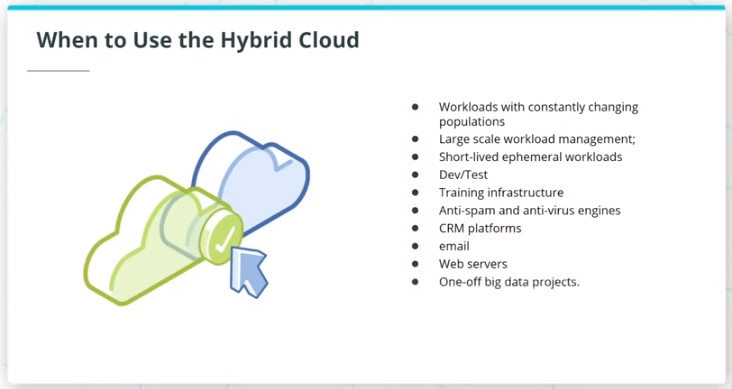 When to Use the Hybrid Cloud
● Workloads with constantly changing
populations
● Large scale workload management;
● Short-lived ephemeral workloads
● Dev/Test
● Training infrastructure
● Anti-spam and anti-virus engines
● CRM platforms
● email
● Web servers
● One-off big data projects.